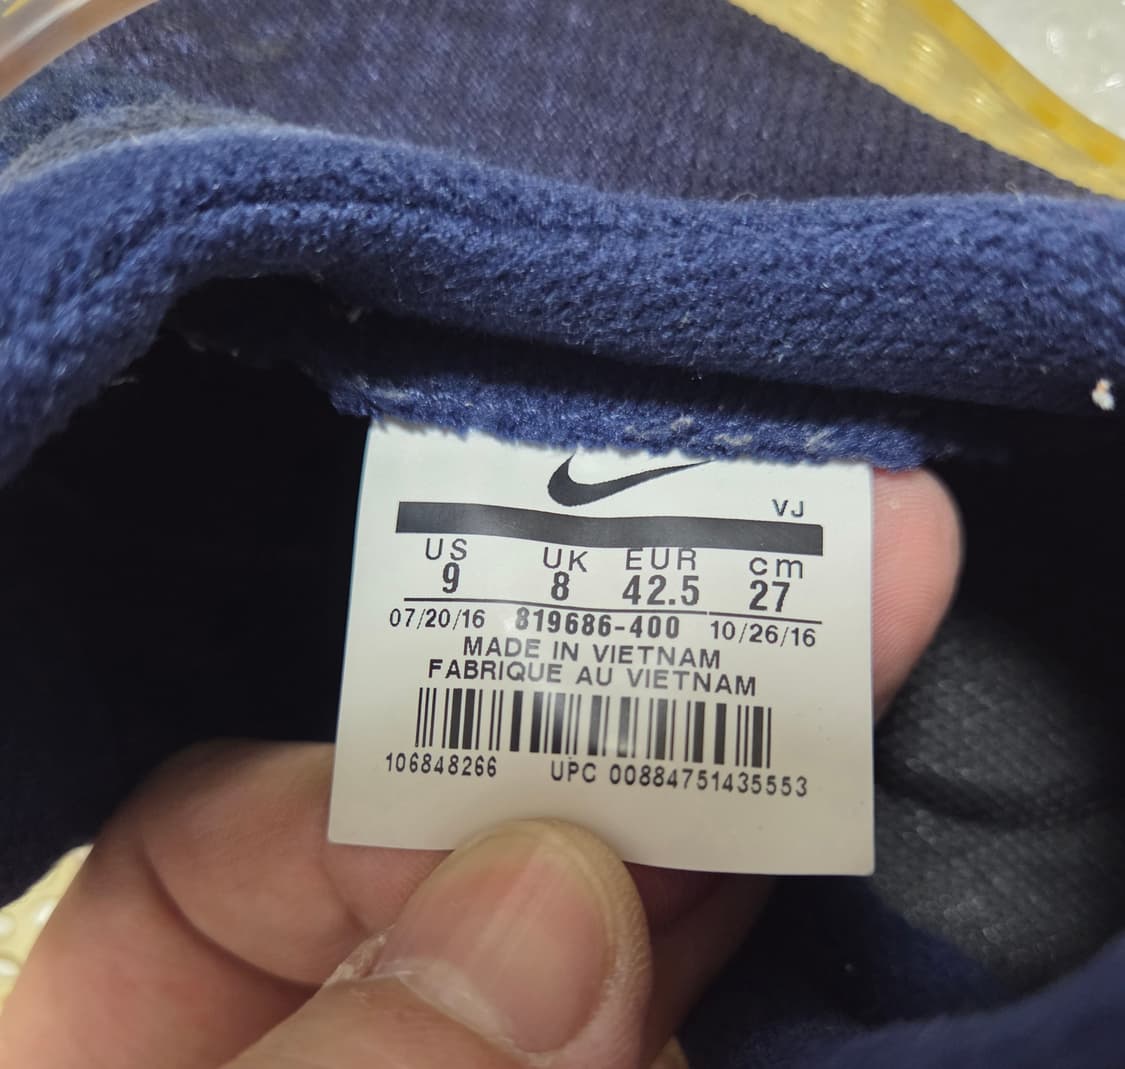 VJ
US UK EUR cm
9 8 42.5 27
07/20/16 819686-400 10/26/16
MADE IN VIETNAM
FABRIQUE AU VIETNAM
106848266 UPC 00884751435553